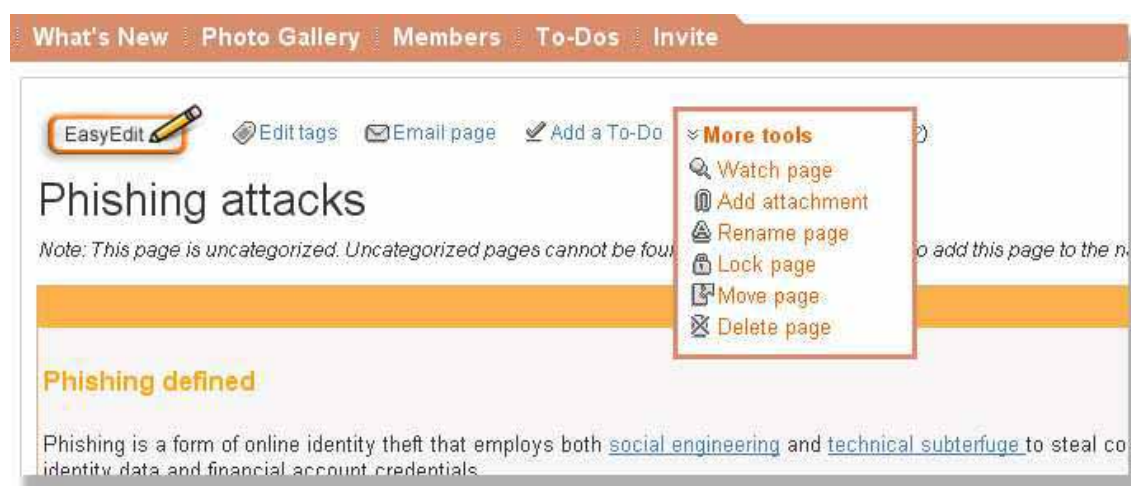 What's New Photo Gallery Members To-Dos Invite
EasyEdit Edit tags Email page Add a To-Do
More tools
Watch page
Add attachment
Rename page
Lock page
Move page
Delete page
Phishing attacks
Note: This page is uncategorized. Uncategorized pages cannot be add this page to the
Phishing defined
Phishing is a form of online identity theft that employs both social engineering and technical subterfuge to steal
identity data and financial account credentials